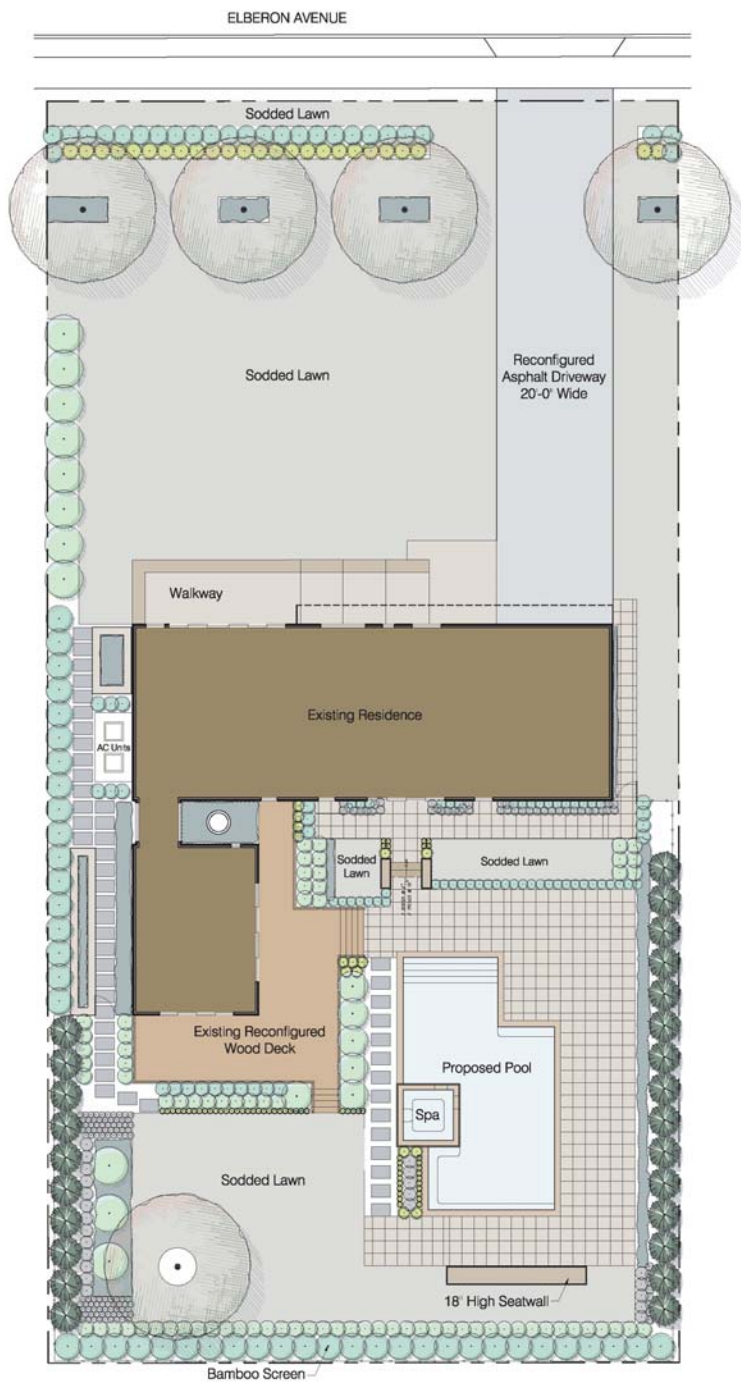 ELBERON AVENUE
Sodded Lawn
Sodded Lawn
Reconfigured
Asphalt Driveway
20'-0" Wide
Walkway
Existing Residence
AC Units
Sodded
Lawn
Sodded Lawn
Existing Reconfigured
Wood Deck
Proposed Pool
Spa
Sodded Lawn
18" High Seatwall
Bamboo Screen